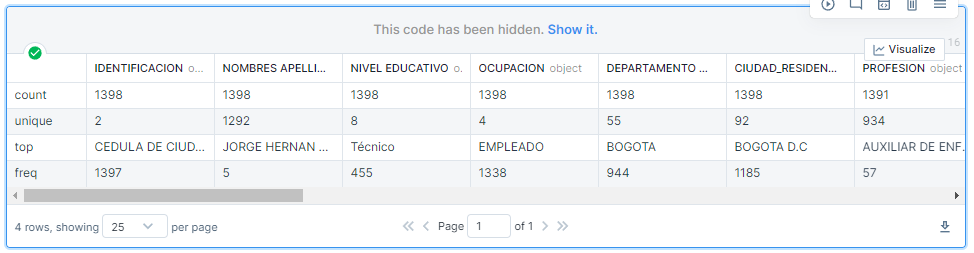 This code has been hidden. Show it.
Visualize 16
IDENTIFICACION o... NOMBRES APELLI... NIVEL EDUCATIVO o. OCUPACION object DEPARTAMENTO ... CIUDAD_RESIDEN... PROFESION object
count 1398 1398 1398 1398 1398 1398 1391
unique 2 1292 8 4 55 92 934
top CEDULA DE CIUD... JORGE HERNAN ... Técnico EMPLEADO BOGOTA BOGOTA D.C AUXILIAR DE ENF.
freq 1397 5 455 1338 944 1185 57
4 rows, showing 25 per page Page 1 of 1